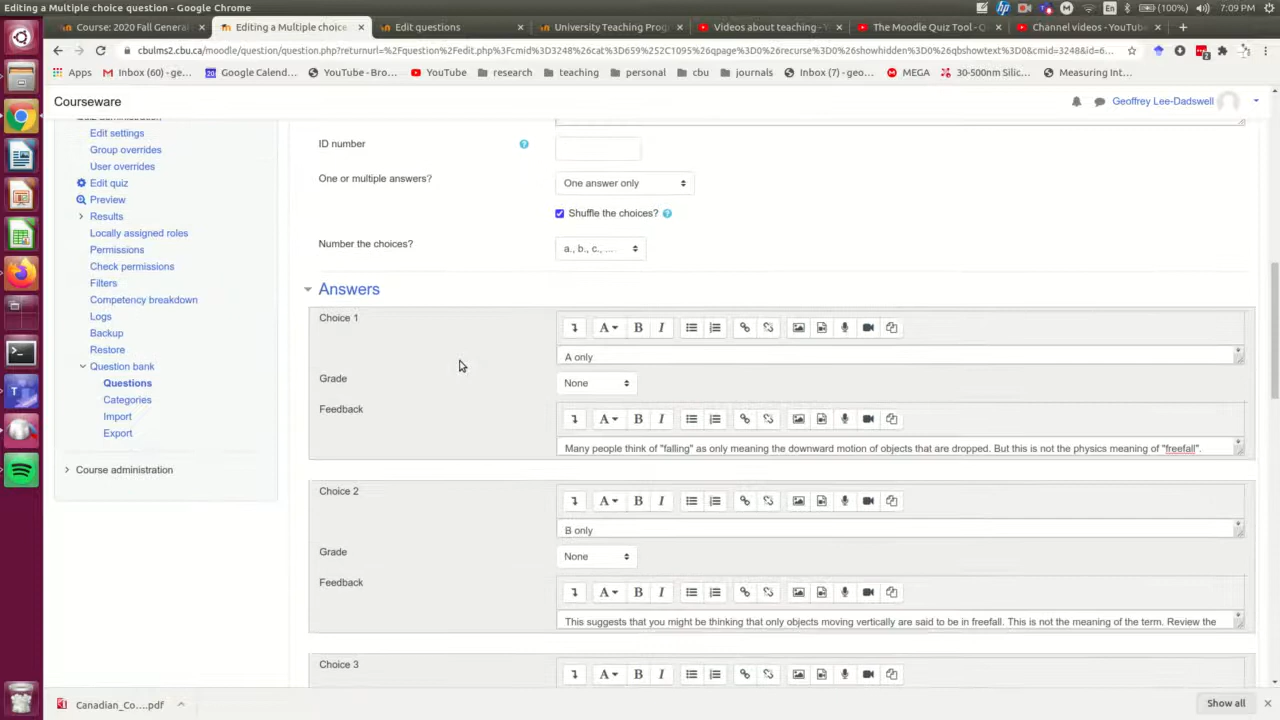 Editing a Multiple choice question - Google Chrome
En
(100%)
7:09 PM
Course: 2020 Fall General
Editing a Multiple choice
Edit questions
University Teaching Prog
Videos about teaching -
The Moodle Quiz Tool -
Channel videos - YouTube
cbulms2.cbu.ca/moodle/question/question.php?returnurl=%2Fquestion%2Fedit.php%3Fcmid%3D3248%26cat%3D659%252C1095%26qpage%3D0%26recurse%3D0%26showhidden%3D0%26qbshowtext%3D0&cmid=3248&id=6...
Apps
Inbox (60) - ge...
Google Calend...
YouTube - Bro...
YouTube
research
teaching
personal
cbu
journals
Inbox (7) - geo...
MEGA
30-500nm Silic...
Measuring Int...
Courseware
Geoffrey Lee-Dadswell
Edit settings
Group overrides
User overrides
Edit quiz
Preview
Results
Locally assigned roles
Permissions
Check permissions
Filters
Competency breakdown
Logs
Backup
Restore
Question bank
Questions
Categories
Import
Export
Course administration
ID number
One or multiple answers?
One answer only
Shuffle the choices?
Number the choices?
a., b., c., ...
Answers
Choice 1
A only
Grade
None
Feedback
Many people think of "falling" as only meaning the downward motion of objects that are dropped. But this is not the physics meaning of "freefall".
Choice 2
B only
Grade
None
Feedback
This suggests that you might be thinking that only objects moving vertically are said to be in freefall. This is not the meaning of the term. Review the
Choice 3
Canadian_Co....pdf
Show all